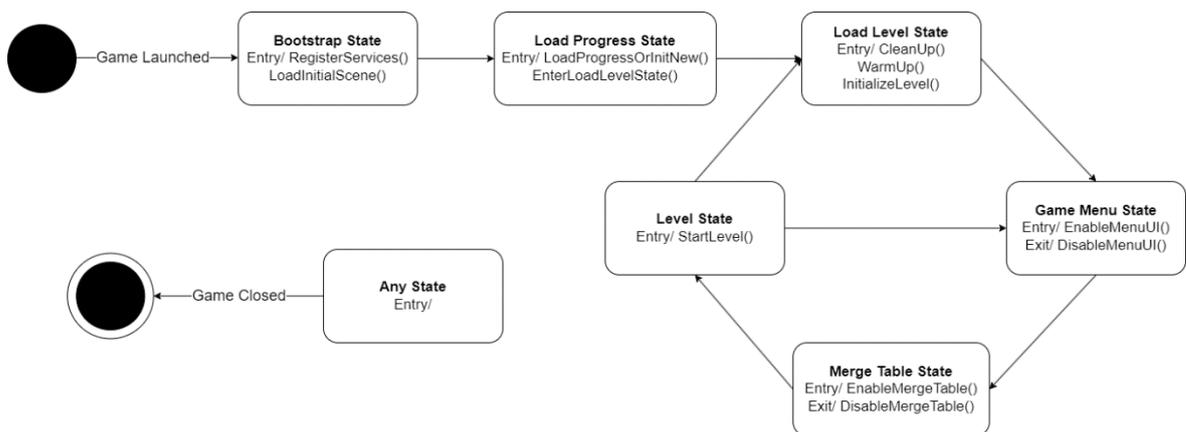 Game Launched
Bootstrap State
Entry/ RegisterServices()
LoadInitialScene()
Load Progress State
Entry/ LoadProgressOrInitNew()
EnterLoadLevelState()
Load Level State
Entry/ CleanUp()
WarmUp()
InitializeLevel()
Level State
Entry/ StartLevel()
Game Menu State
Entry/ EnableMenuUI()
Exit/ DisableMenuUI()
Game Closed
Any State
Entry/
Merge Table State
Entry/ EnableMergeTable()
Exit/ DisableMergeTable()